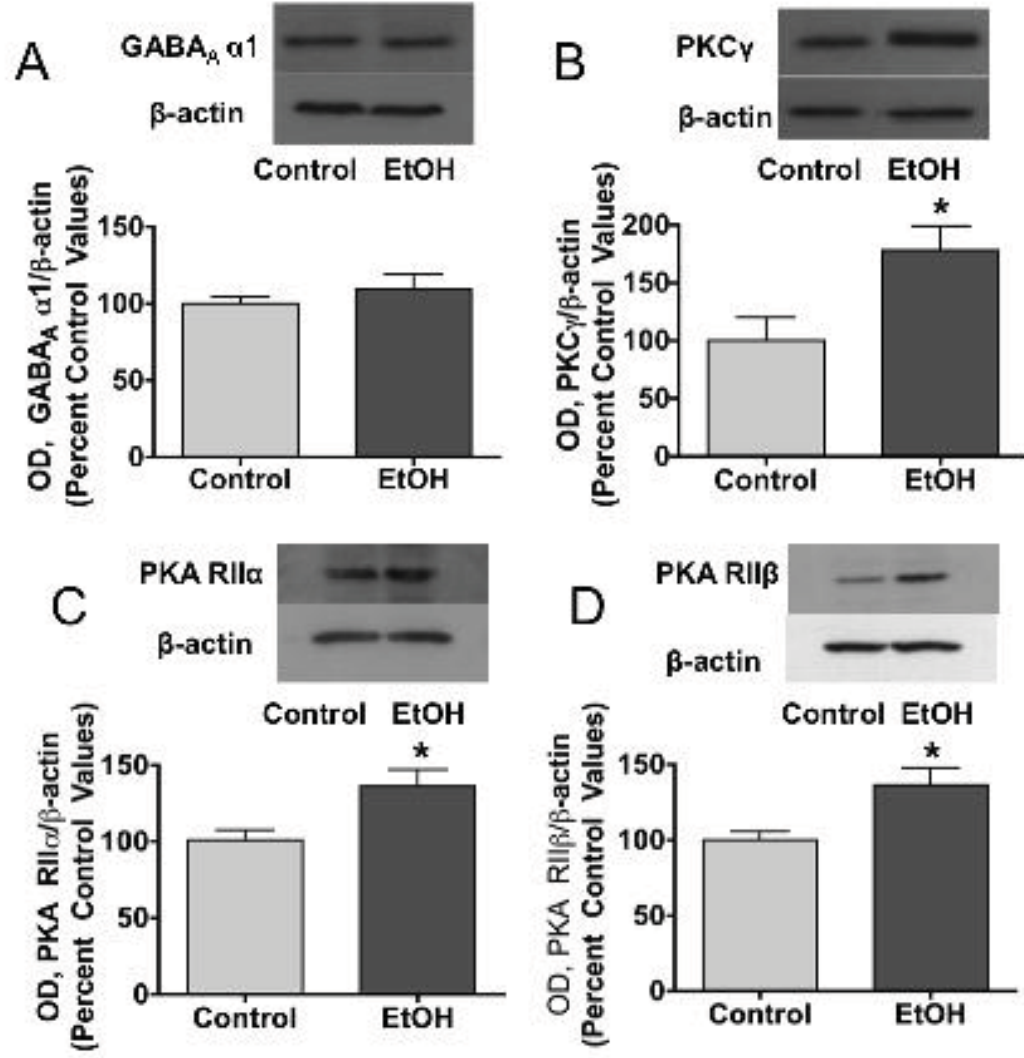 A
GABAA α1
β-actin
Control EtOH
OD, GABAA α1/β-actin
(Percent Control Values)
150
100
50
0
Control EtOH
B
PKCγ
β-actin
Control EtOH
*
OD, PKCγ/β-actin
(Percent Control Values)
200
150
100
50
0
Control EtOH
C
PKA RIIα
β-actin
Control EtOH
*
OD, PKA RIIα/β-actin
(Percent Control Values)
150
100
50
0
Control EtOH
D
PKA RIIβ
β-actin
Control EtOH
*
OD, PKA RIIβ/β-actin
(Percent Control Values)
150
100
50
0
Control EtOH